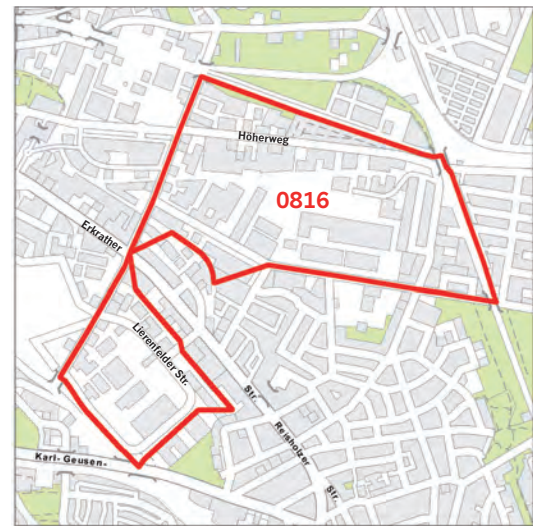 Höherweg
0816
Erkrather
Lierenfelder Str.
Str.
Reisholzer
Str.
Karl-Geusen-